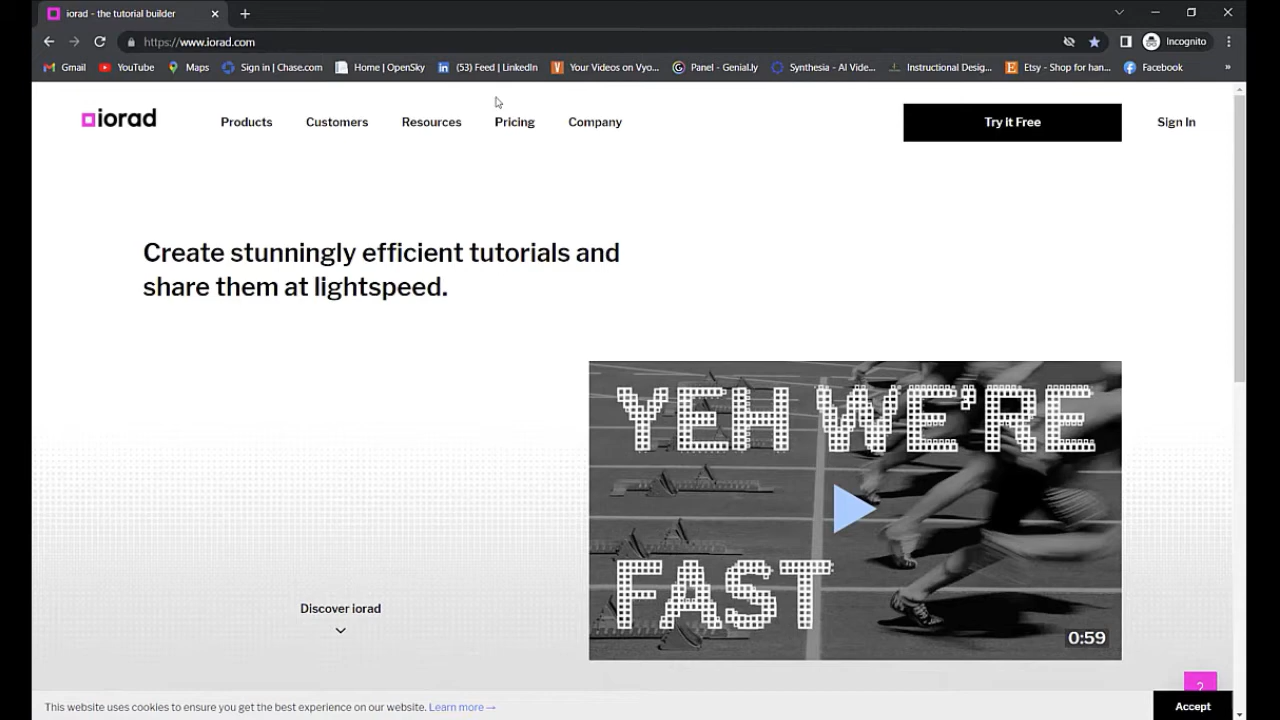 iorad - the tutorial builder
https://www.iorad.com
Incognito
Gmail
YouTube
Maps
Sign in | Chase.com
Home | OpenSky
(53) Feed | LinkedIn
Your Videos on Vyo...
Panel - Genial.ly
Synthesia - AI Vide...
Instructional Desig...
Etsy - Shop for han...
Facebook
»
iorad
Products
Customers
Resources
Pricing
Company
Try it Free
Sign In
Create stunningly efficient tutorials and
share them at lightspeed.
YEH WE'RE
FAST
0:59
Discover iorad
?
This website uses cookies to ensure you get the best experience on our website. Learn more →
Accept